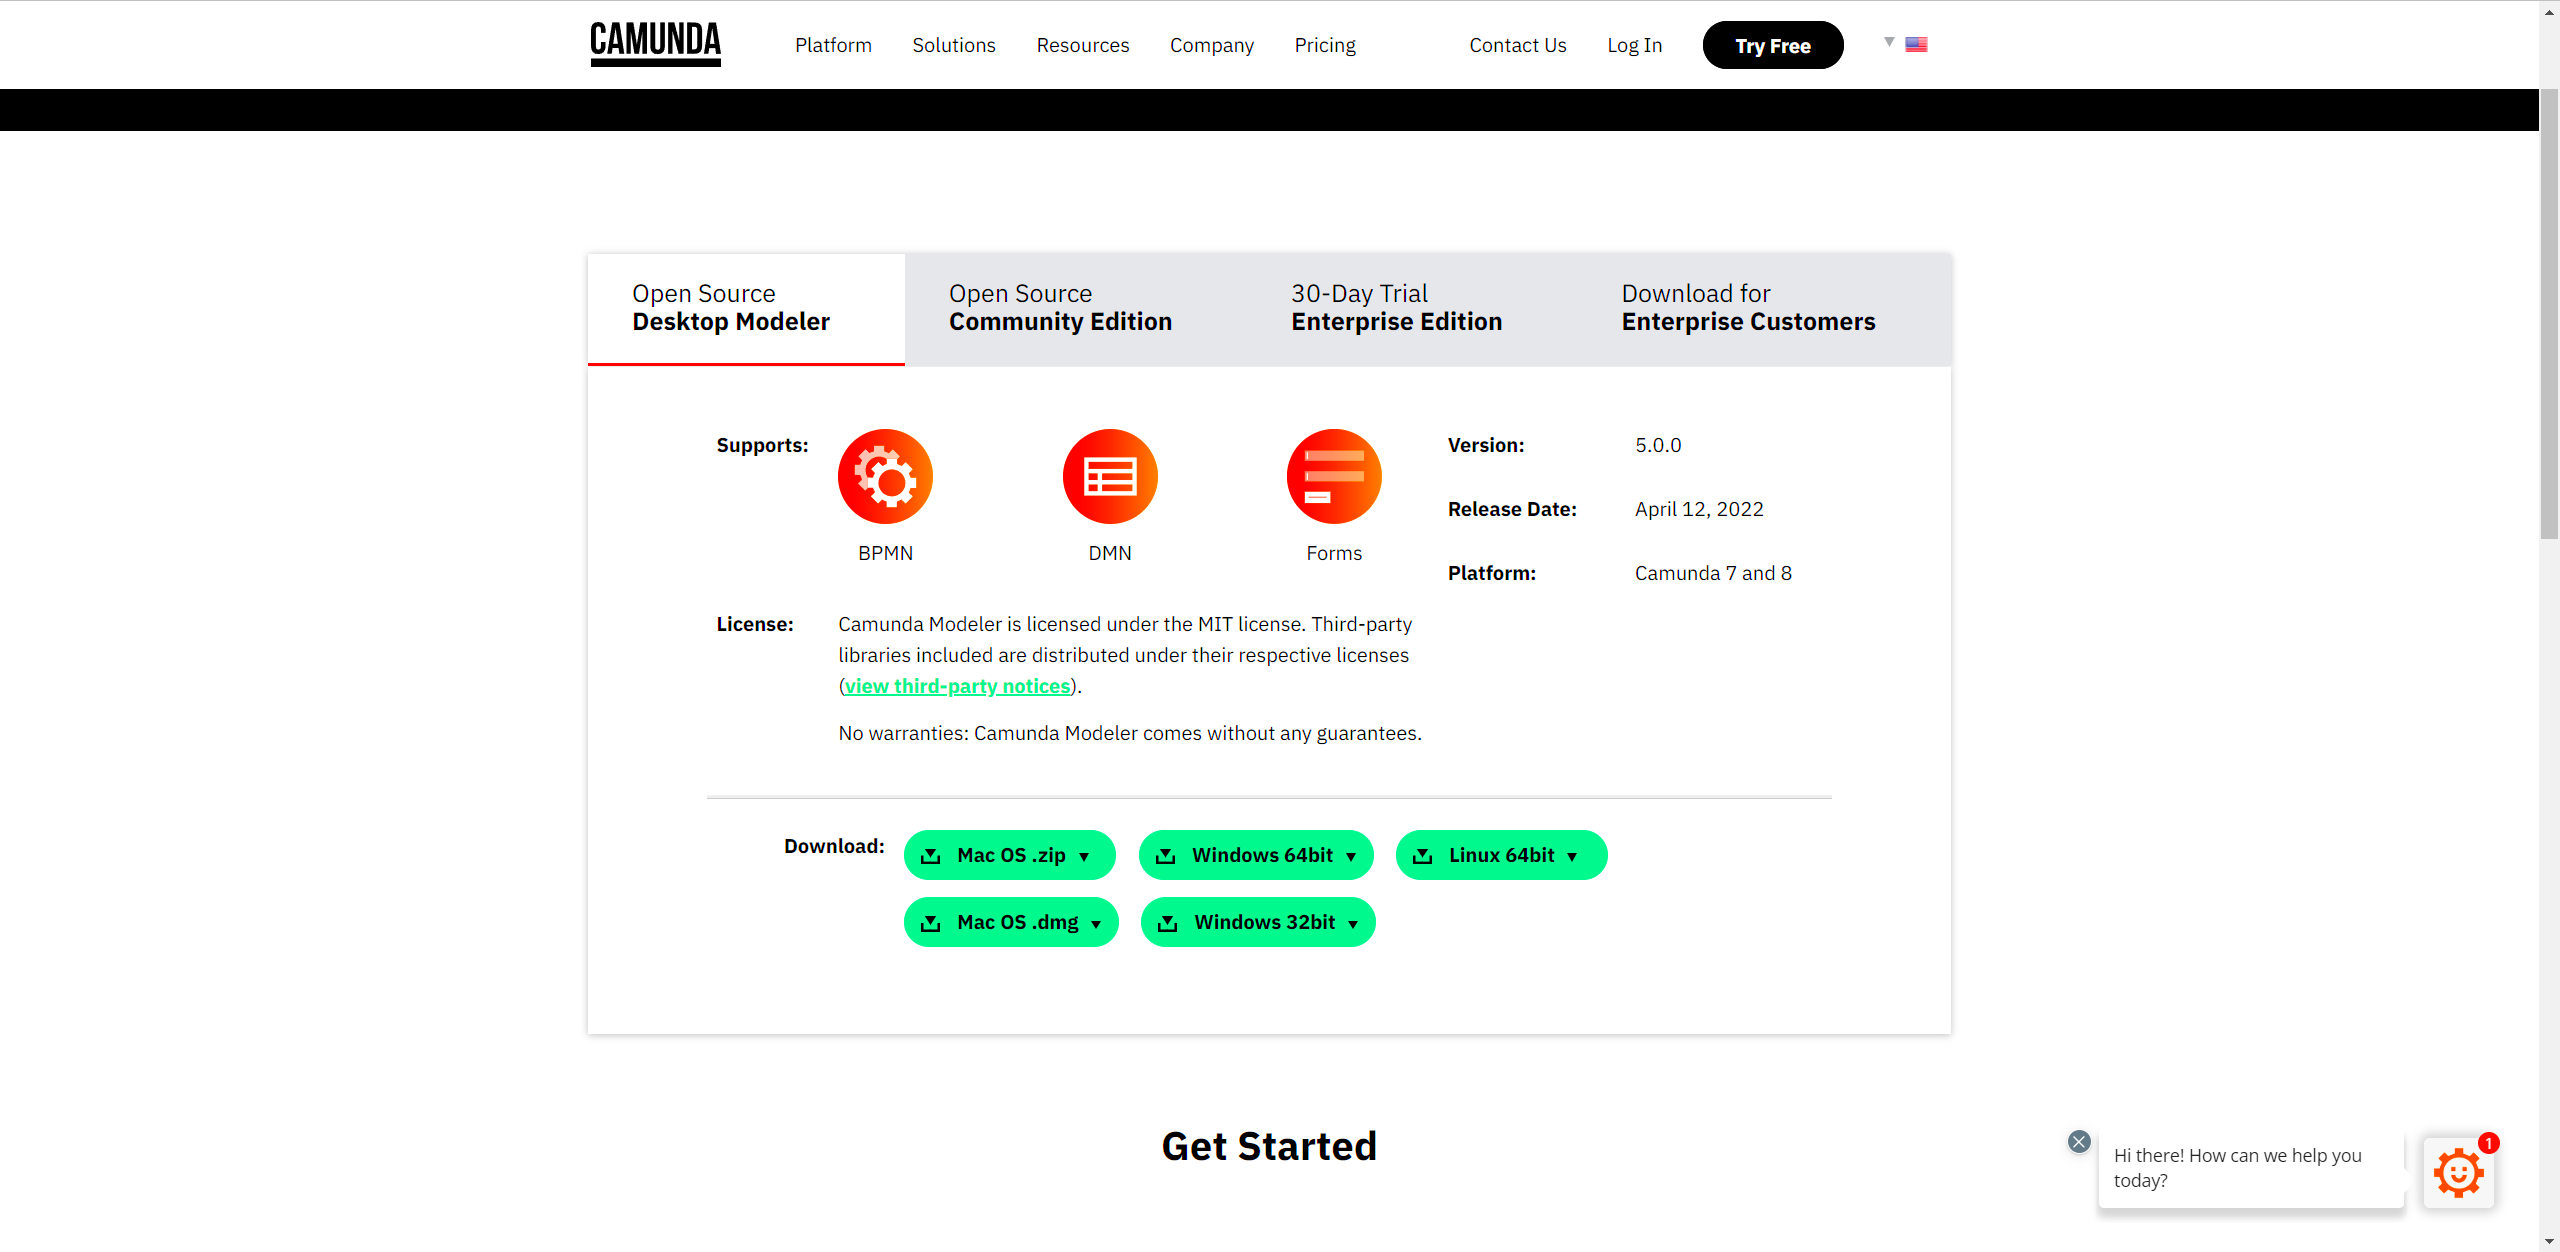 CAMUNDA
Platform
Solutions
Resources
Company
Pricing
Contact Us
Log In
Try Free
Open Source
Desktop Modeler
Open Source
Community Edition
30-Day Trial
Enterprise Edition
Download for
Enterprise Customers
Supports:
BPMN
DMN
Forms
Version:
5.0.0
Release Date:
April 12, 2022
Platform:
Camunda 7 and 8
License:
Camunda Modeler is licensed under the MIT license. Third-party
libraries included are distributed under their respective licenses
(view third-party notices).
No warranties: Camunda Modeler comes without any guarantees.
Download:
Mac OS .zip
Windows 64bit
Linux 64bit
Mac OS .dmg
Windows 32bit
Get Started
Hi there! How can we help you
today?
1